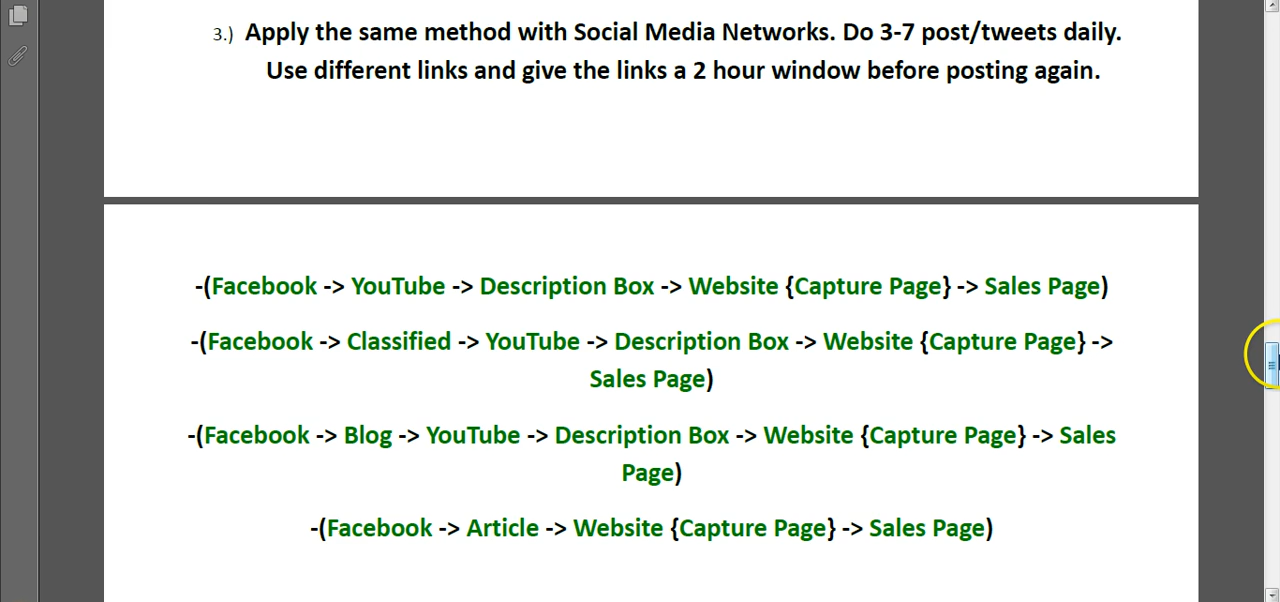 3.) Apply the same method with Social Media Networks. Do 3-7 post/tweets daily.
Use different links and give the links a 2 hour window before posting again.
-(Facebook -> YouTube -> Description Box -> Website {Capture Page} -> Sales Page)
-(Facebook -> Classified -> YouTube -> Description Box -> Website {Capture Page} ->
Sales Page)
-(Facebook -> Blog -> YouTube -> Description Box -> Website {Capture Page} -> Sales
Page)
-(Facebook -> Article -> Website {Capture Page} -> Sales Page)